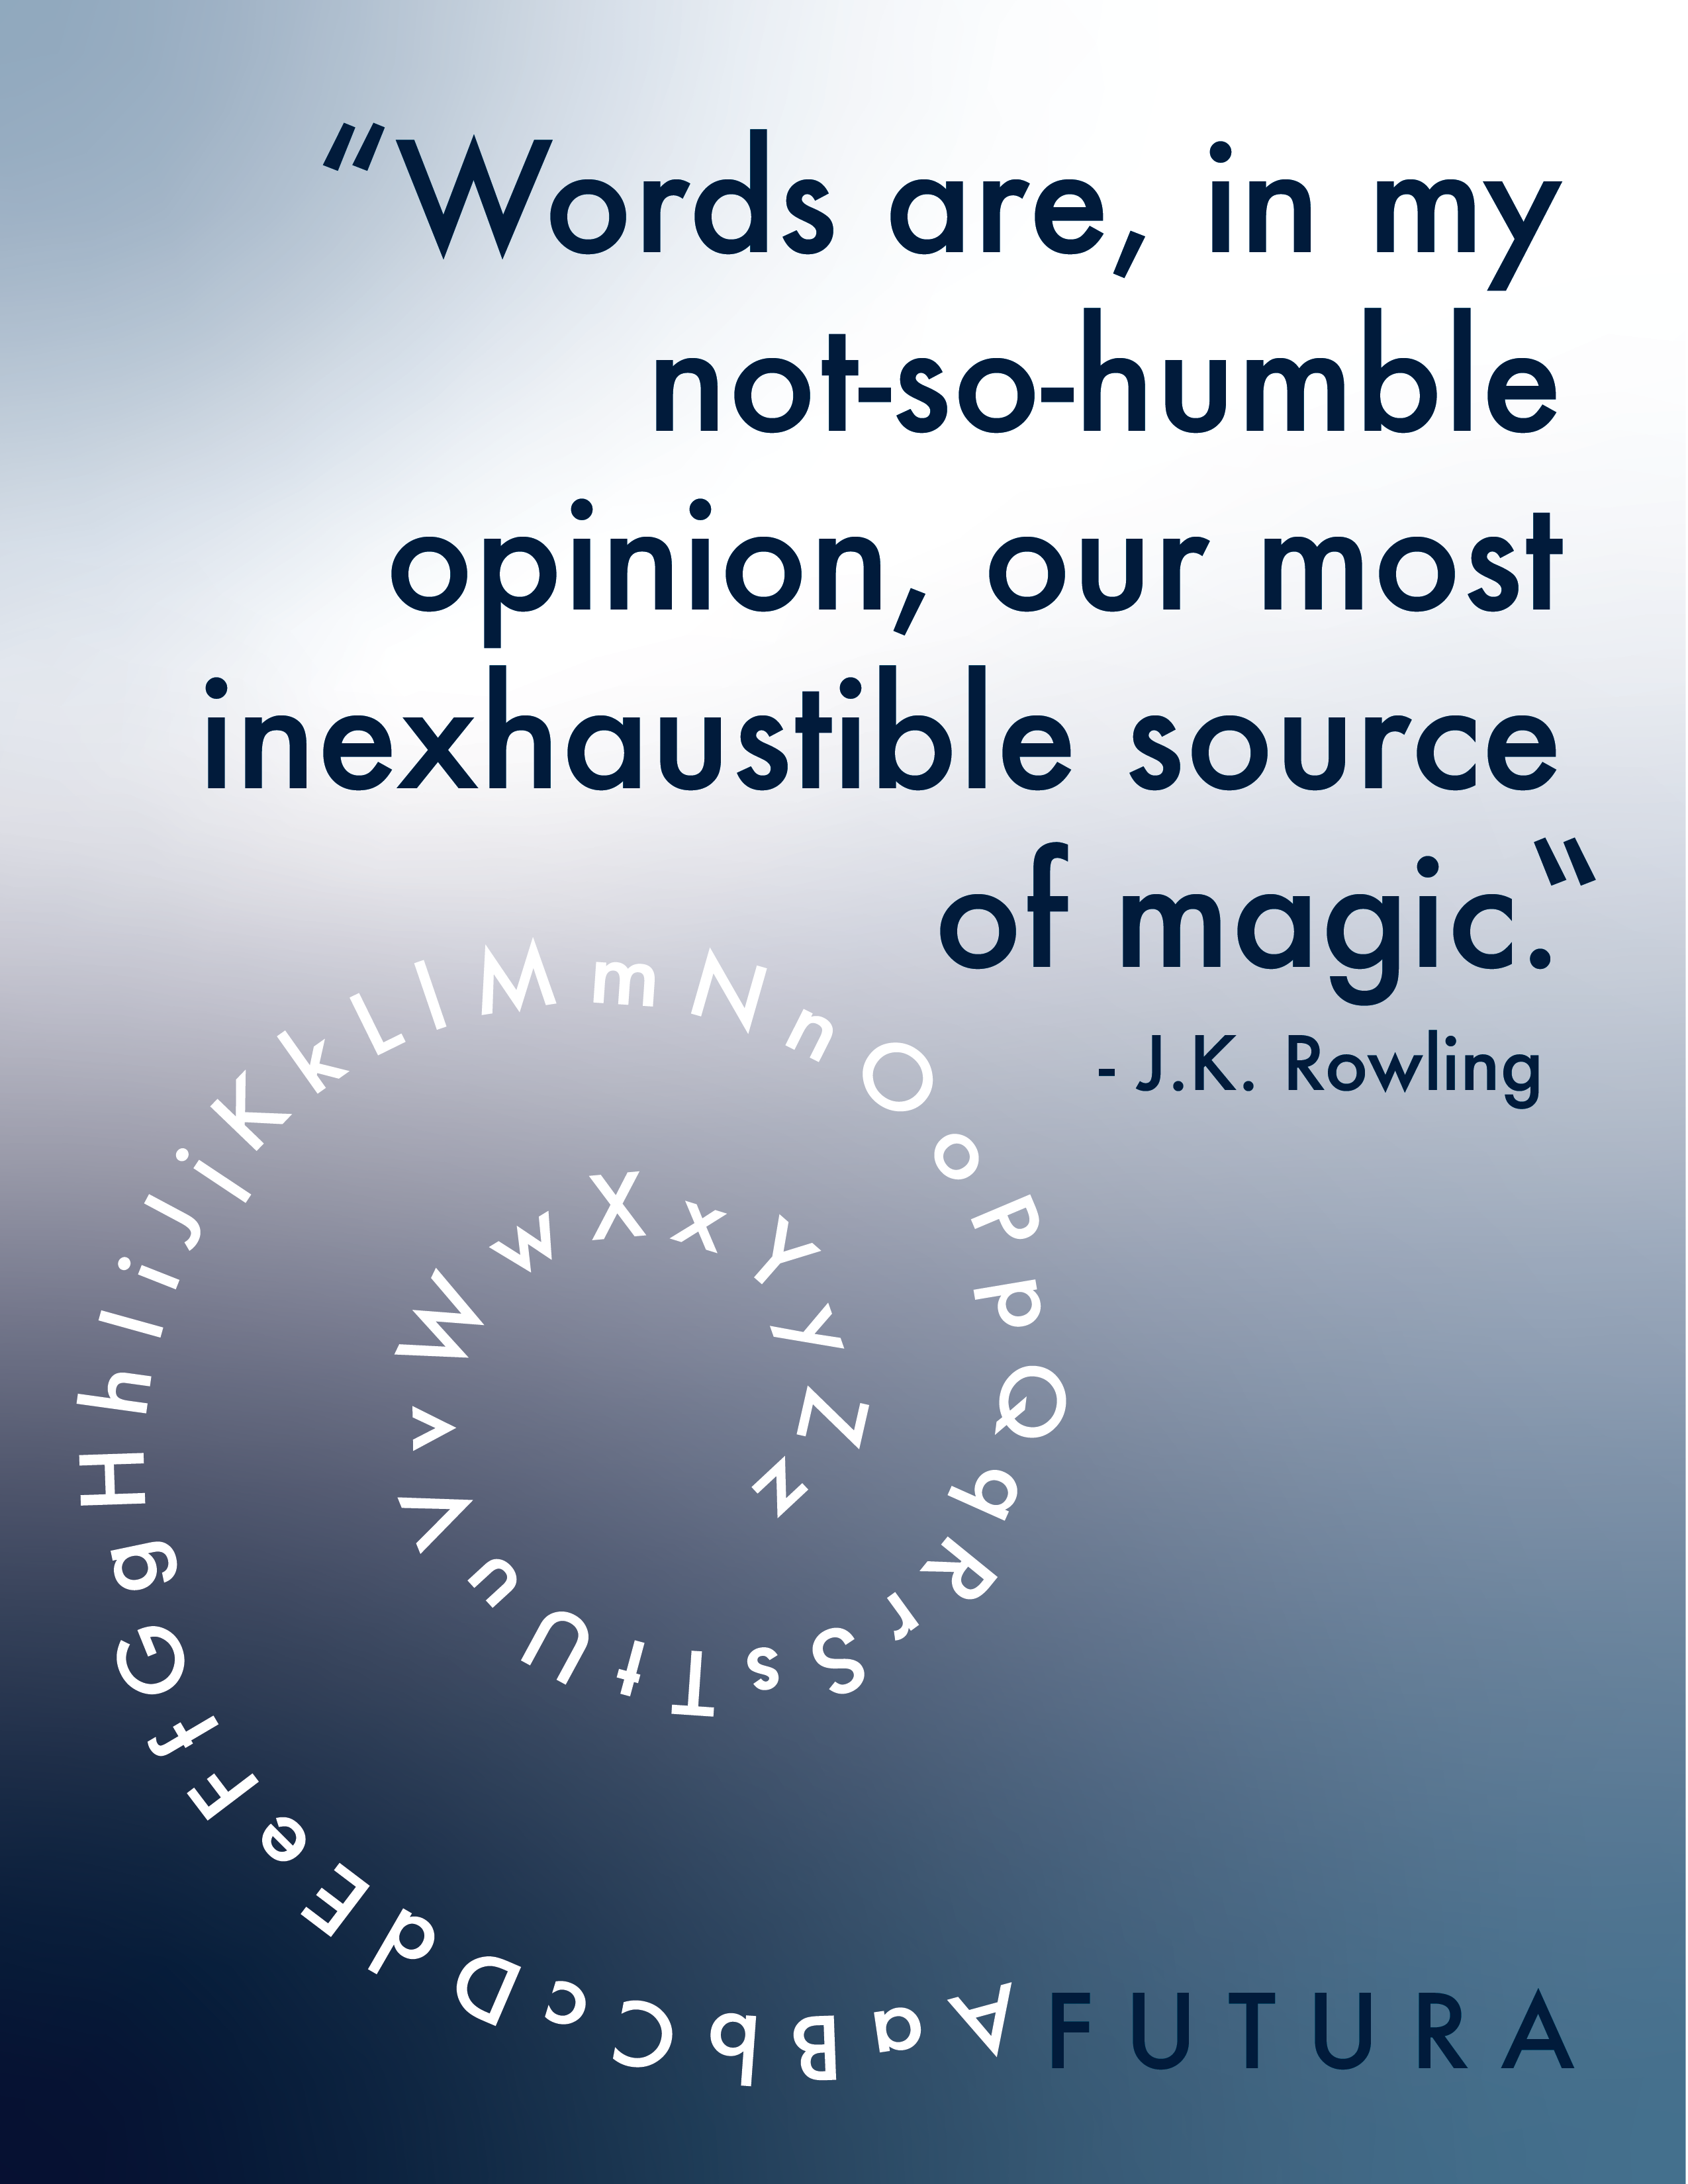 “Words are, in my
not-so-humble
opinion, our most
inexhaustible source
of magic.‟
- J.K. Rowling
AaBbCcDdEeFfGgHhIiJjKkLlMmNnOoPpQqRrSsTtUuVvWwXxYyZz
FUTURA